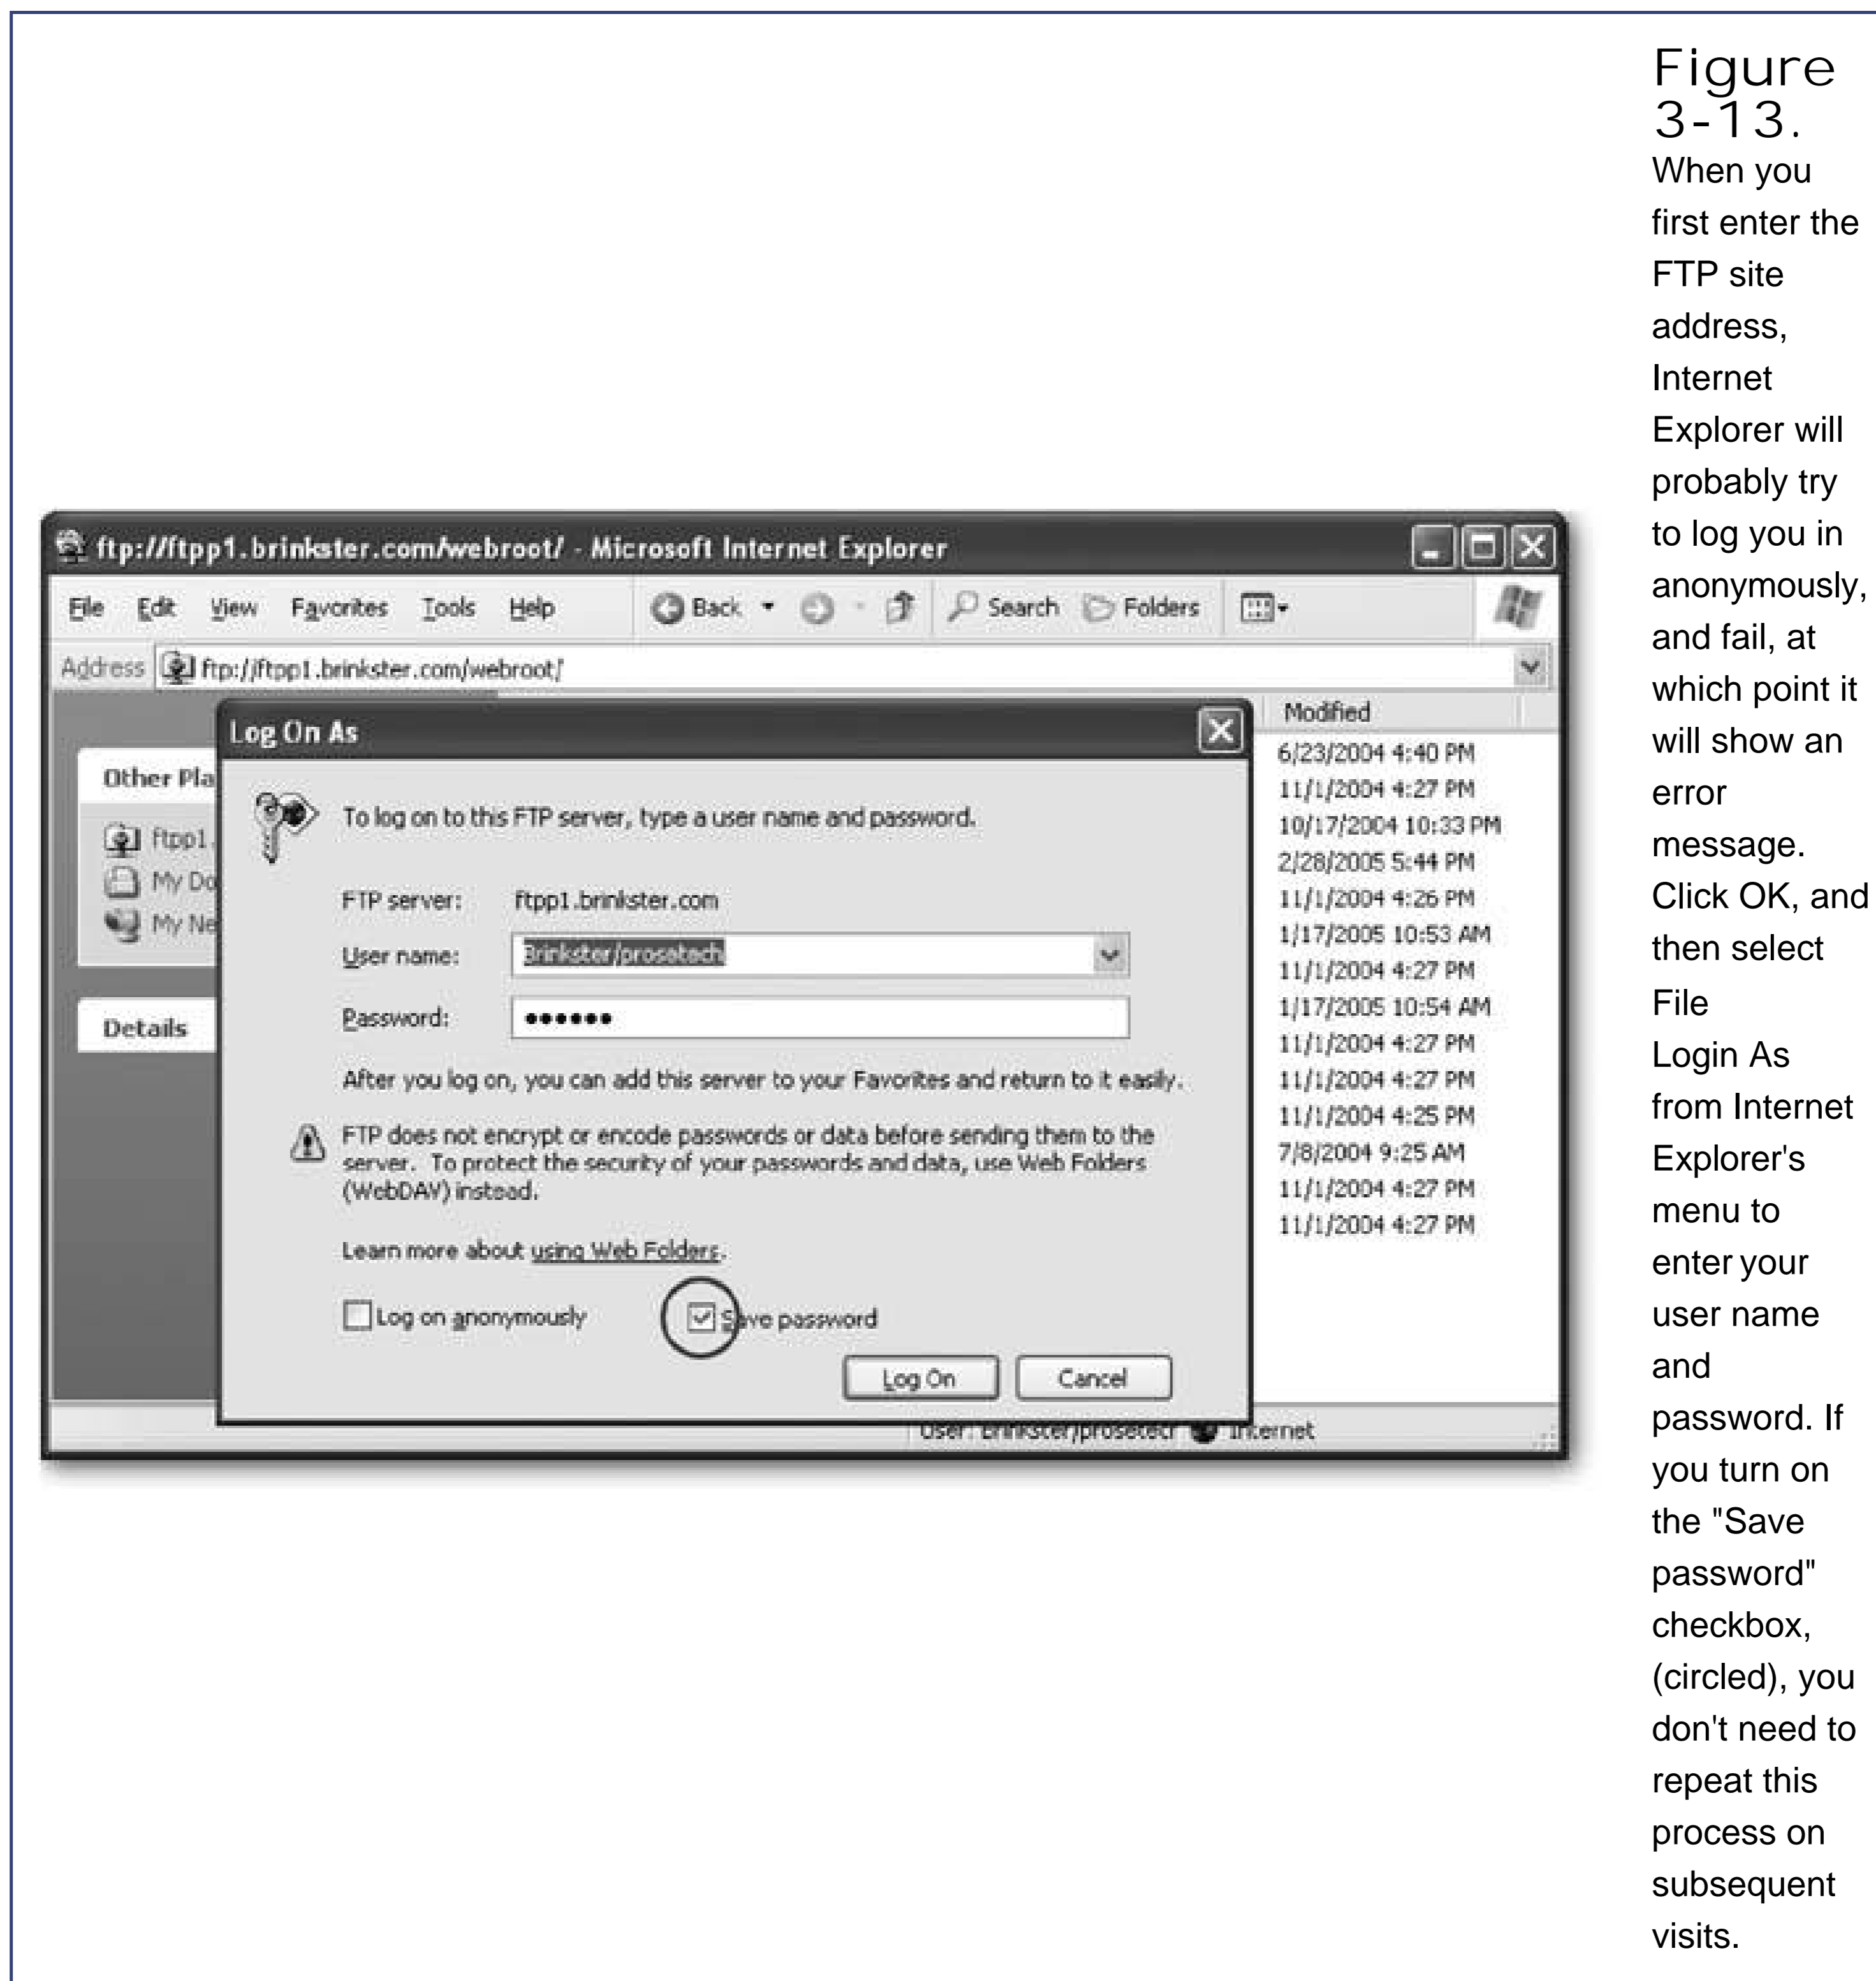 ftp://ftpp1.brinkster.com/webroot/ - Microsoft Internet Explorer
File Edit View Favorites Tools Help Back Search Folders
Address ftp://ftpp1.brinkster.com/webroot/
Modified
6/23/2004 4:40 PM
11/1/2004 4:27 PM
10/17/2004 10:33 PM
2/28/2005 5:44 PM
11/1/2004 4:26 PM
1/17/2005 10:53 AM
11/1/2004 4:27 PM
1/17/2005 10:54 AM
11/1/2004 4:27 PM
11/1/2004 4:27 PM
11/1/2004 4:25 PM
7/8/2004 9:25 AM
11/1/2004 4:27 PM
11/1/2004 4:27 PM
Other Pla
ftpp1.
My Do
My Ne
Details
Log On As
To log on to this FTP server, type a user name and password.
FTP server: ftpp1.brinkster.com
User name: Brinkster/prosetech
Password: ••••••
After you log on, you can add this server to your Favorites and return to it easily.
FTP does not encrypt or encode passwords or data before sending them to the
server. To protect the security of your passwords and data, use Web Folders
(WebDAV) instead.
Learn more about using Web Folders.
Log on anonymously Save password
Log On Cancel
User: Brinkster/prosetech Internet
Figure
3-13.
When you
first enter the
FTP site
address,
Internet
Explorer will
probably try
to log you in
anonymously,
and fail, at
which point it
will show an
error
message.
Click OK, and
then select
File
Login As
from Internet
Explorer's
menu to
enter your
user name
and
password. If
you turn on
the "Save
password"
checkbox,
(circled), you
don't need to
repeat this
process on
subsequent
visits.